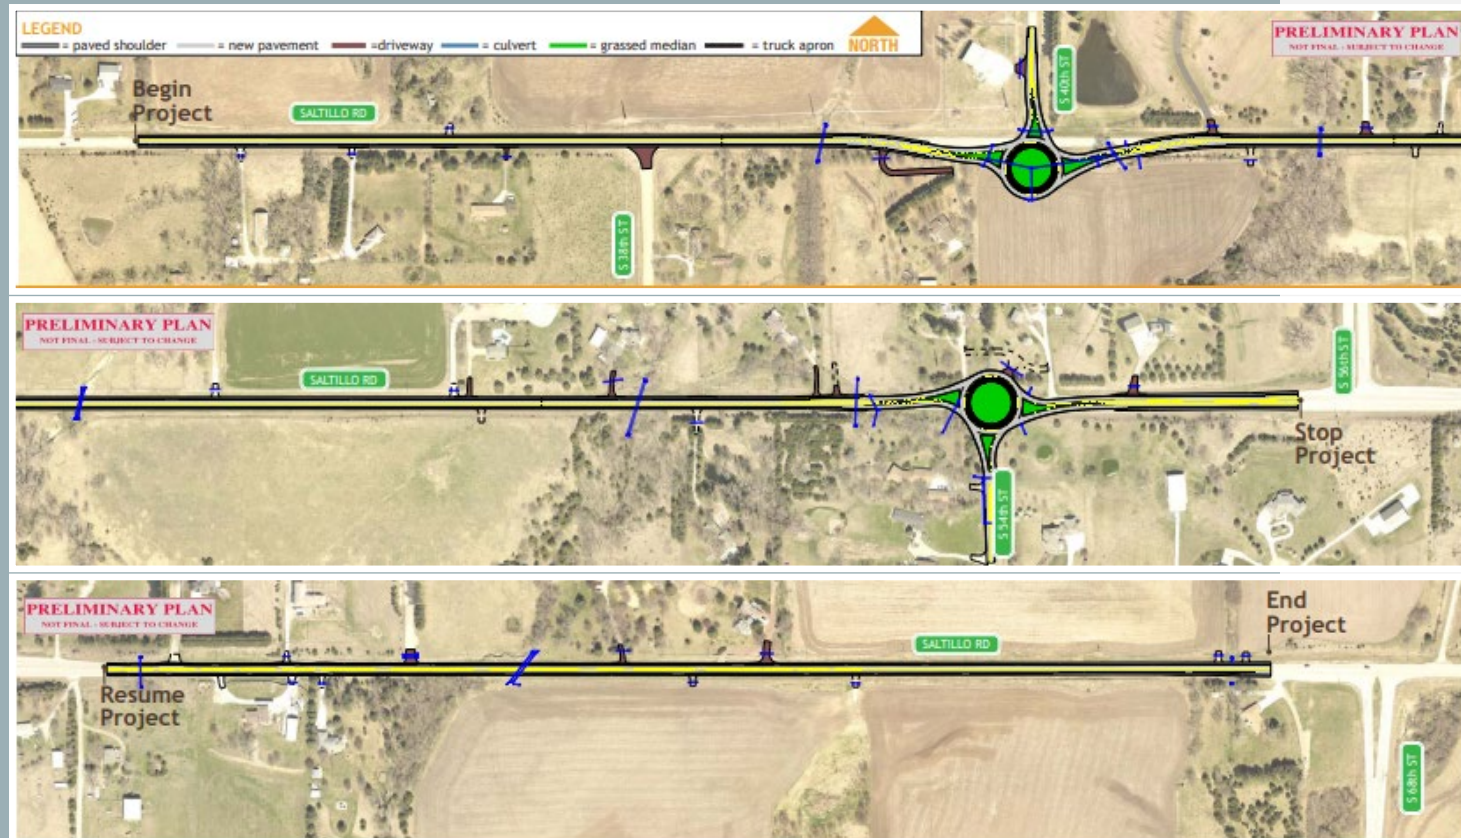 LEGEND
= paved shoulder = new pavement =driveway = culvert = grassed median = truck apron
NORTH
PRELIMINARY PLAN
NOT FINAL - SUBJECT TO CHANGE
Begin
Project
SALTILLO RD
S 40th ST
S 38th ST
PRELIMINARY PLAN
NOT FINAL - SUBJECT TO CHANGE
SALTILLO RD
S 56th ST
Stop
Project
S 54th ST
PRELIMINARY PLAN
NOT FINAL - SUBJECT TO CHANGE
Resume
Project
SALTILLO RD
End
Project
S 68th ST